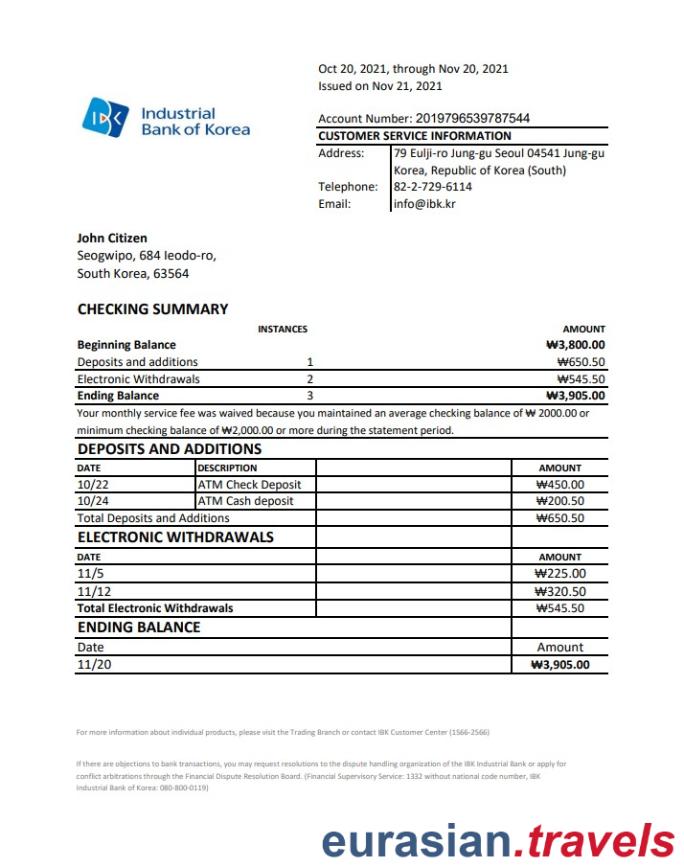 Oct 20, 2021, through Nov 20, 2021
Issued on Nov 21, 2021
IBK
Industrial
Bank of Korea
Account Number: 2019796539787544
CUSTOMER SERVICE INFORMATION
Address: 79 Eulji-ro Jung-gu Seoul 04541 Jung-gu
Korea, Republic of Korea (South)
Telephone: 82-2-729-6114
Email: info@ibk.kr
John Citizen
Seogwipo, 684 Ieodo-ro,
South Korea, 63564
CHECKING SUMMARY
INSTANCES AMOUNT
Beginning Balance ₩3,800.00
Deposits and additions 1 ₩650.50
Electronic Withdrawals 2 ₩545.50
Ending Balance 3 ₩3,905.00
Your monthly service fee was waived because you maintained an average checking balance of ₩ 2000.00 or
minimum checking balance of ₩2,000.00 or more during the statement period.
DEPOSITS AND ADDITIONS
DATE DESCRIPTION AMOUNT
10/22 ATM Check Deposit ₩450.00
10/24 ATM Cash deposit ₩200.50
Total Deposits and Additions ₩650.50
ELECTRONIC WITHDRAWALS
DATE AMOUNT
11/5 ₩225.00
11/12 ₩320.50
Total Electronic Withdrawals ₩545.50
ENDING BALANCE
Date Amount
11/20 ₩3,905.00
For more information about individual products, please visit the Trading Branch or contact IBK Customer Center (1566-2566)
If there are objections to bank transactions, you may request resolutions to the dispute handling organization of the IBK Industrial Bank or apply for
conflict arbitrations through the Financial Dispute Resolution Board. (Financial Supervisory Service: 1332 without national code number, IBK
Industrial Bank of Korea: 080-800-0119)
eurasian.travels